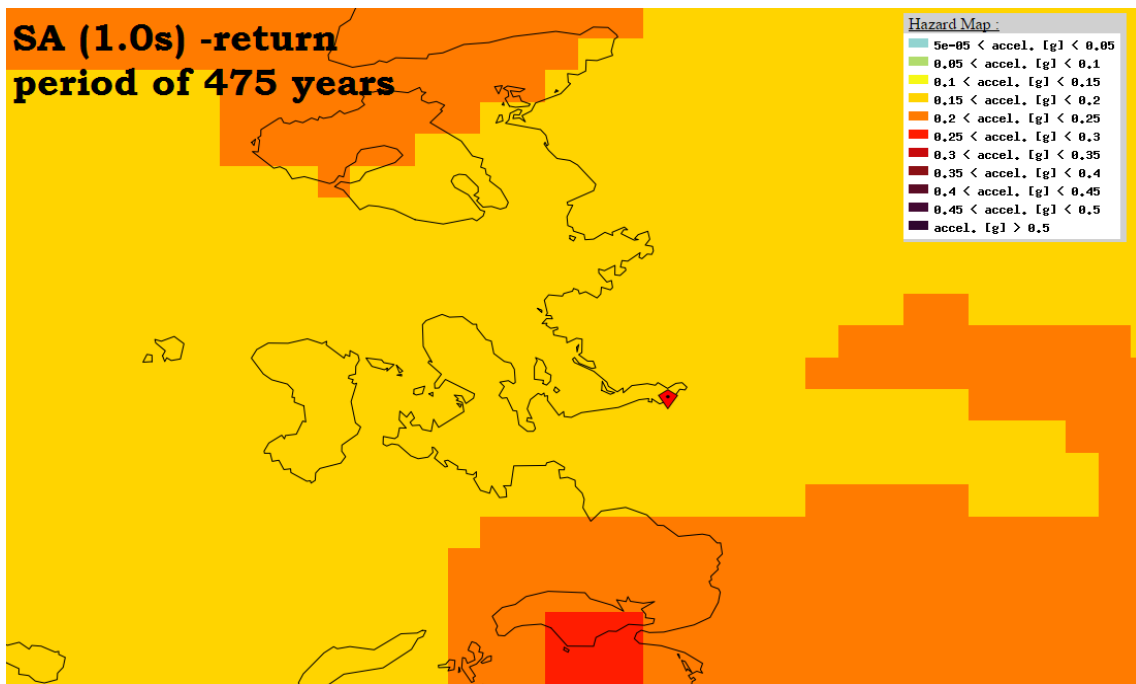 SA (1.0s) -return
period of 475 years
Hazard Map :
5e-05 < accel. [g] < 0.05
0.05 < accel. [g] < 0.1
0.1 < accel. [g] < 0.15
0.15 < accel. [g] < 0.2
0.2 < accel. [g] < 0.25
0.25 < accel. [g] < 0.3
0.3 < accel. [g] < 0.35
0.35 < accel. [g] < 0.4
0.4 < accel. [g] < 0.45
0.45 < accel. [g] < 0.5
accel. [g] > 0.5